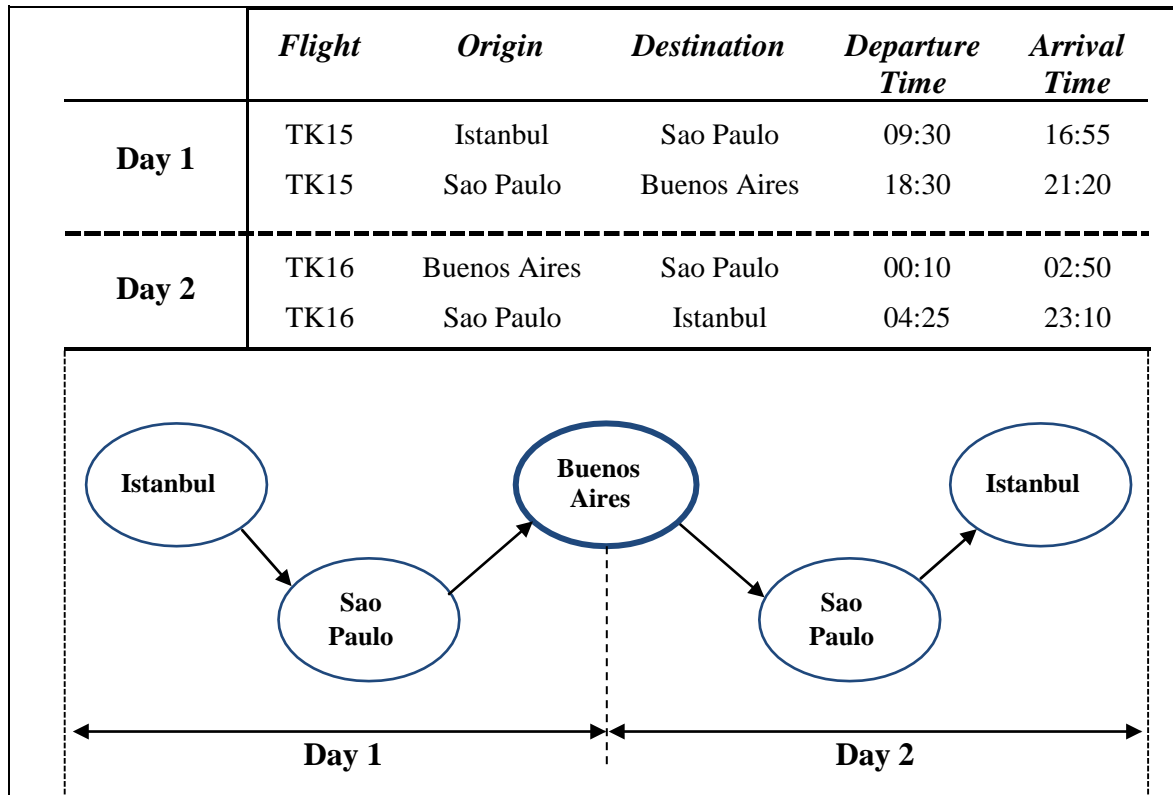 Flight Origin Destination Departure Time Arrival Time
Day 1
TK15 Istanbul Sao Paulo 09:30 16:55
TK15 Sao Paulo Buenos Aires 18:30 21:20
Day 2
TK16 Buenos Aires Sao Paulo 00:10 02:50
TK16 Sao Paulo Istanbul 04:25 23:10
Istanbul
Sao
Paulo
Buenos
Aires
Sao
Paulo
Istanbul
Day 1 Day 2